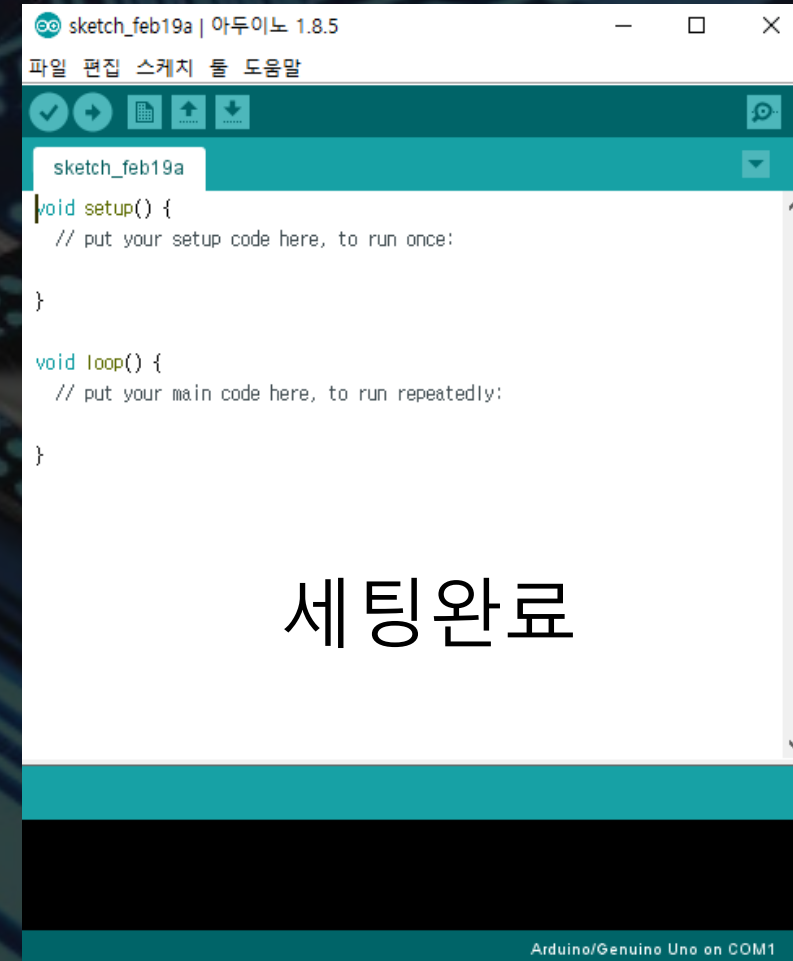 sketch_feb19a | 아두이노 1.8.5
파일 편집 스케치 툴 도움말
sketch_feb19a
void setup() {
  // put your setup code here, to run once:
}
void loop() {
  // put your main code here, to run repeatedly:
}
세팅완료
Arduino/Genuino Uno on COM1